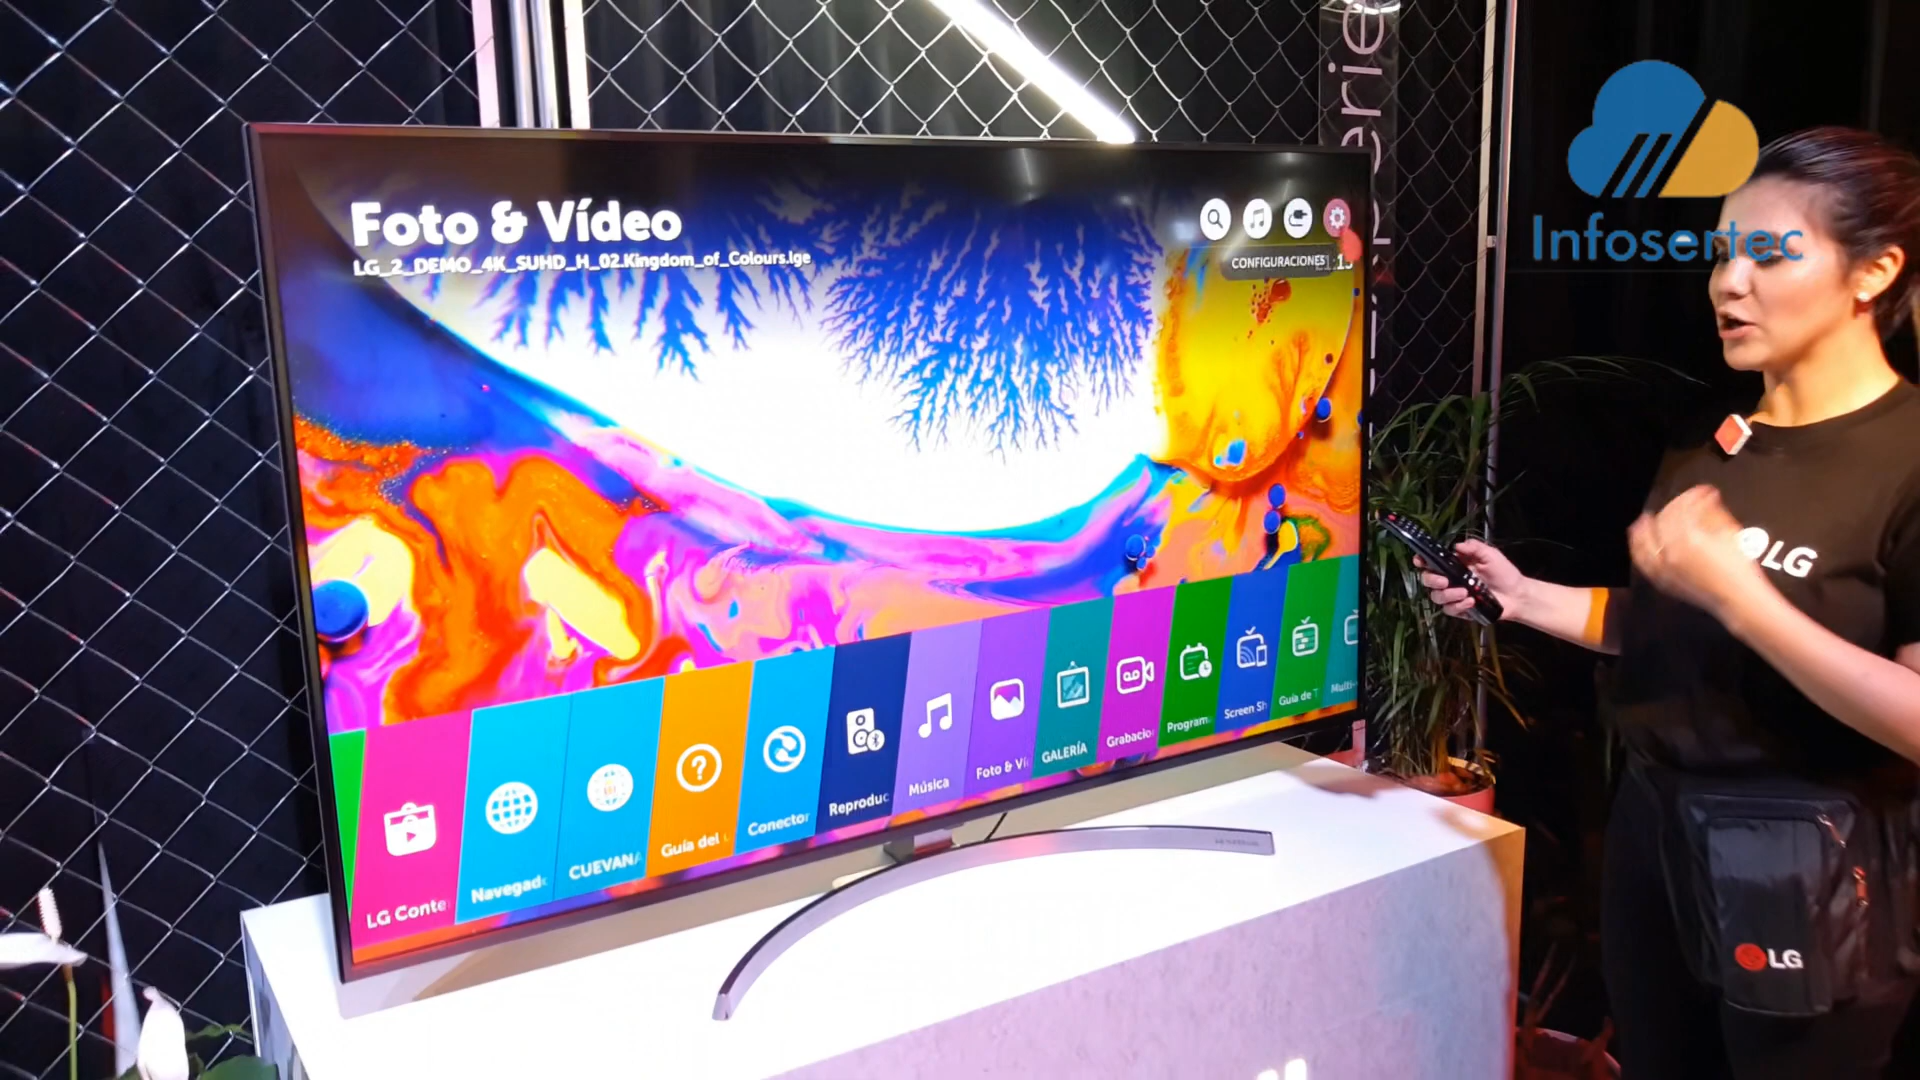 Foto & Vídeo
LG_2_DEMO_4K_SUHD_H_02.Kingdom_of_Colours.lge
CONFIGURACIONES
Infosertec
LG
LG Conte
Navegad
CUEVANA
Guía del
Conector
Reproduc
Música
Foto & Ví
GALERÍA
Grabacio
Program
Screen Sh
Guía de T
Multi-
LG